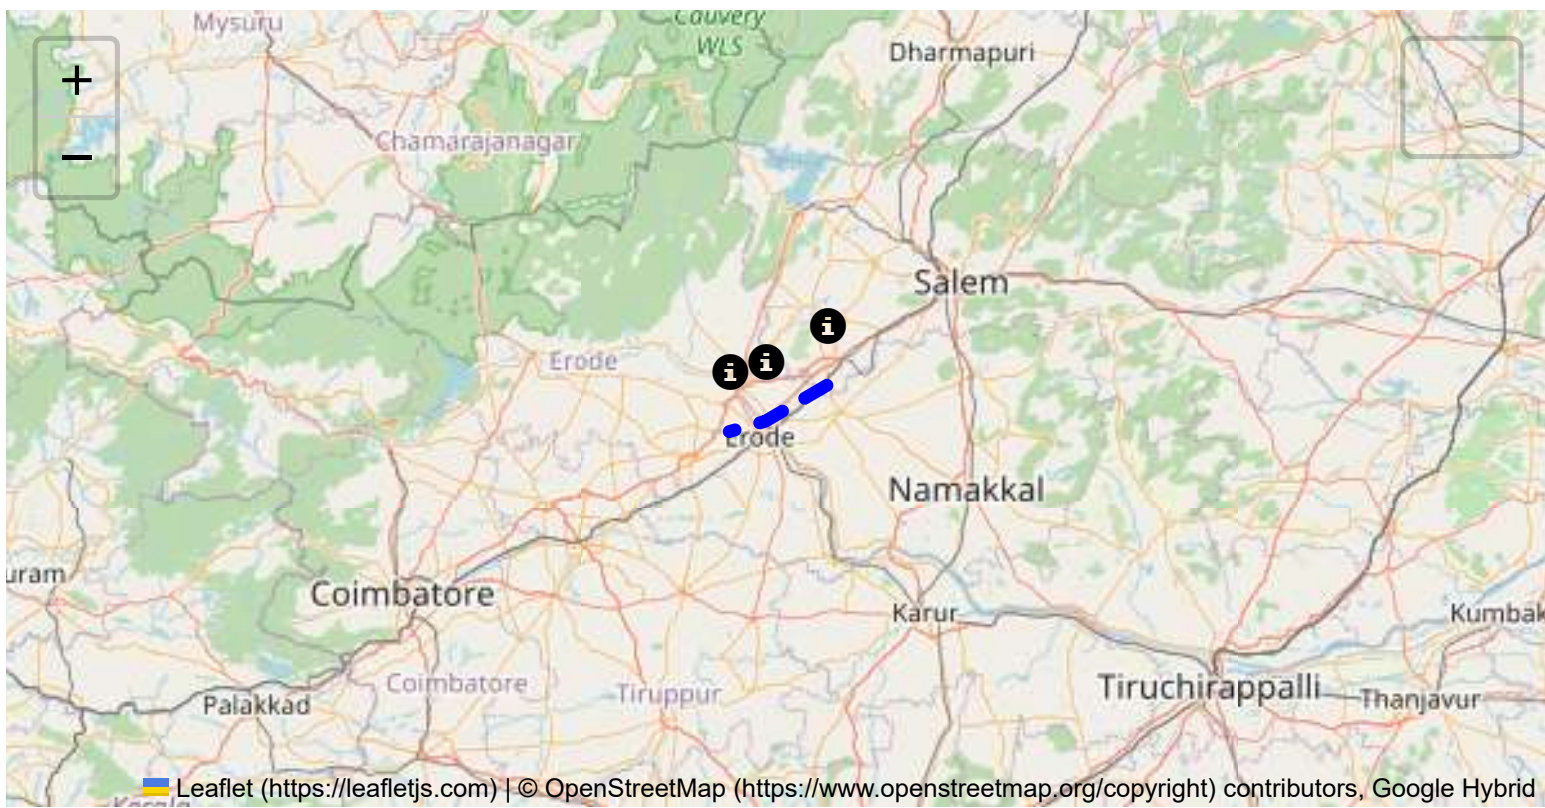 Mysuru
Cauvery
WLS
Dharmapuri
+
−
Chamarajanagar
Salem
i
i
i
Erode
Erode
Namakkal
uram
Coimbatore
Karur
Kumbak
Coimbatore
Tiruppur
Tiruchirappalli
Thanjavur
Palakkad
Leaflet (https://leafletjs.com) | © OpenStreetMap (https://www.openstreetmap.org/copyright) contributors, Google Hybrid
Kerala